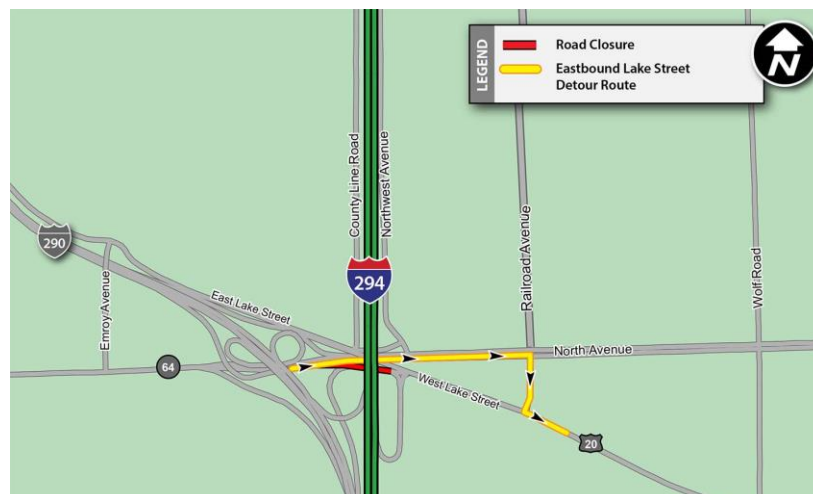 LEGEND
Road Closure
Eastbound Lake Street
Detour Route
N
County Line Road
Northwest Avenue
Railroad Avenue
Wolf Road
290
Emroy Avenue
294
East Lake Street
64
North Avenue
West Lake Street
20